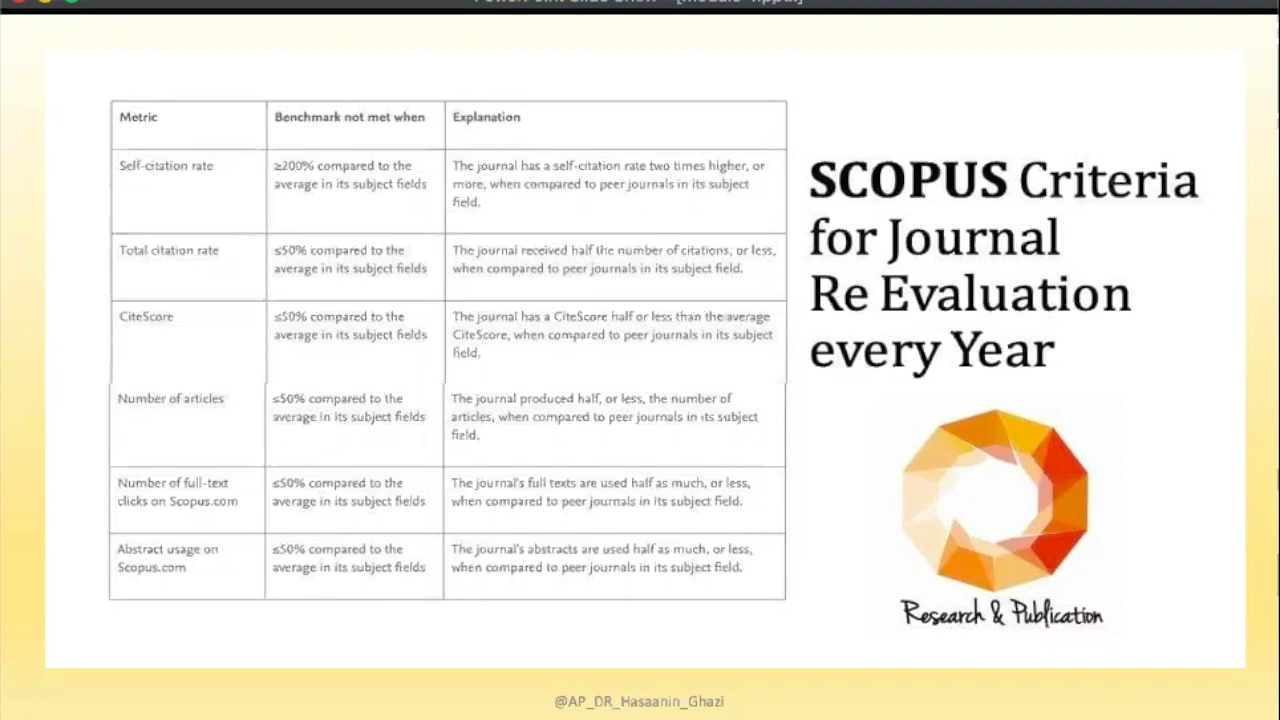 Metric Benchmark not met when Explanation
Self-citation rate ≥200% compared to the The journal has a self-citation rate two times higher, or
average in its subject fields more, when compared to peer journals in its subject
field.
Total citation rate ≤50% compared to the The journal received half the number of citations, or less,
average in its subject fields when compared to peer journals in its subject field.
CiteScore ≤50% compared to the The journal has a CiteScore half or less than the average
average in its subject fields CiteScore, when compared to peer journals in its subject
field.
Number of articles ≤50% compared to the The journal produced half, or less, the number of
average in its subject fields articles, when compared to peer journals in its subject
field.
Number of full-text ≤50% compared to the The journal's full texts are used half as much, or less,
clicks on Scopus.com average in its subject fields when compared to peer journals in its subject field.
Abstract usage on ≤50% compared to the The journal's abstracts are used half as much, or less,
Scopus.com average in its subject fields when compared to peer journals in its subject field.
SCOPUS Criteria
for Journal
Re Evaluation
every Year
Research & Publication
@AP_DR_Hasaanin_Ghazi